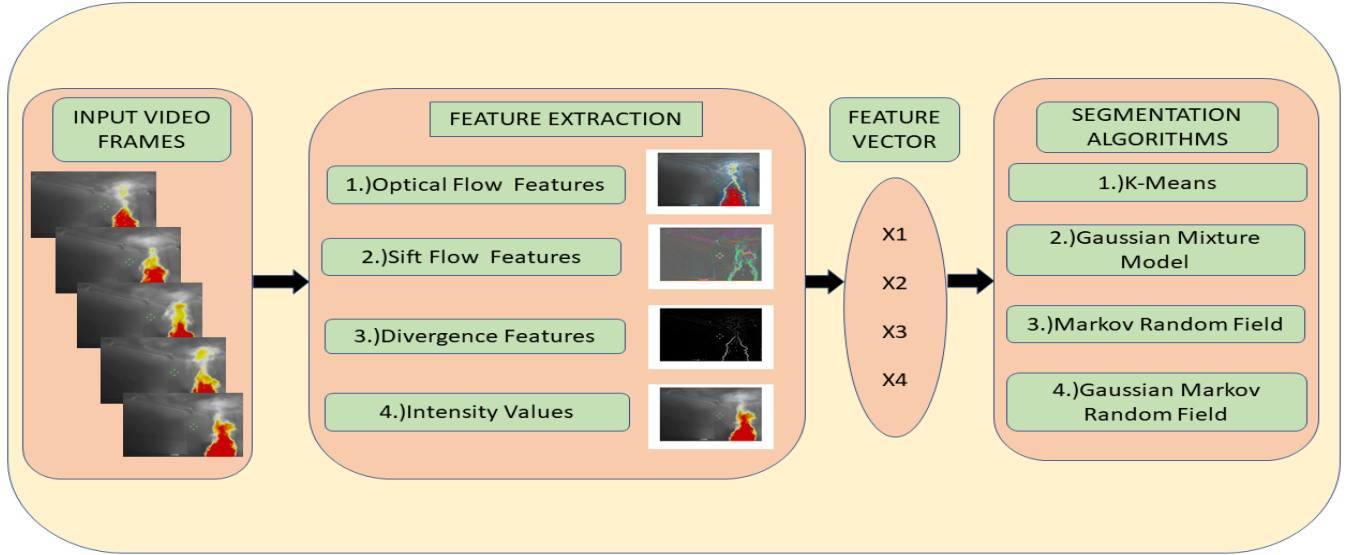 INPUT VIDEO
FRAMES
FEATURE EXTRACTION
1.)Optical Flow Features
2.)Sift Flow Features
3.)Divergence Features
4.)Intensity Values
FEATURE
VECTOR
X1
X2
X3
X4
SEGMENTATION
ALGORITHMS
1.)K-Means
2.)Gaussian Mixture
Model
3.)Markov Random Field
4.)Gaussian Markov
Random Field